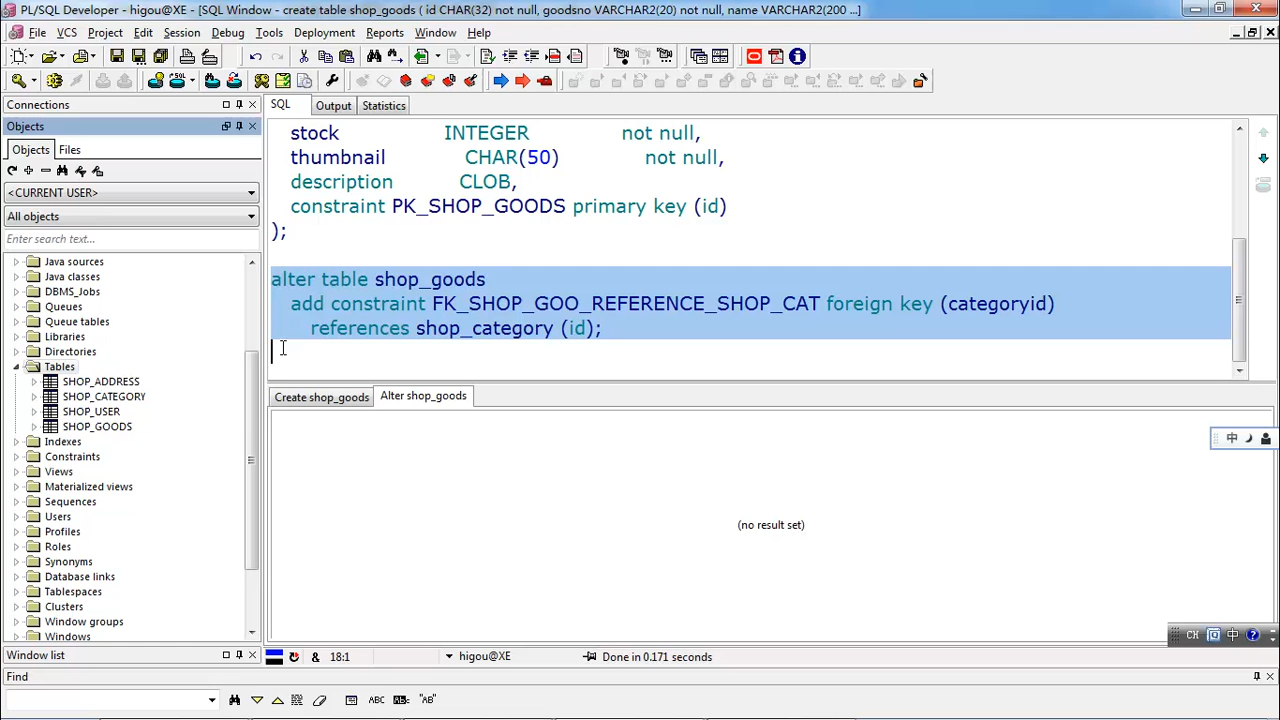 PL/SQL Developer - higou@XE - [SQL Window - create table shop_goods ( id CHAR(32) not null, goodsno VARCHAR2(20) not null, name VARCHAR2(200 ...]
File VCS Project Edit Session Debug Tools Deployment Reports Window Help
Connections
SQL Output Statistics
Objects
Objects Files
<CURRENT USER>
All objects
Enter search text...
Java sources
Java classes
DBMS_Jobs
Queues
Queue tables
Libraries
Directories
Tables
SHOP_ADDRESS
SHOP_CATEGORY
SHOP_USER
SHOP_GOODS
Indexes
Constraints
Views
Materialized views
Sequences
Users
Profiles
Roles
Synonyms
Database links
Tablespaces
Clusters
Window groups
Windows
Window list
stock INTEGER not null,
thumbnail CHAR(50) not null,
description CLOB,
constraint PK_SHOP_GOODS primary key (id)
);
alter table shop_goods
add constraint FK_SHOP_GOO_REFERENCE_SHOP_CAT foreign key (categoryid)
references shop_category (id);
Create shop_goods Alter shop_goods
中
(no result set)
CH 中
& 18:1 higou@XE Done in 0.171 seconds
Find
ABC ABc "AB"